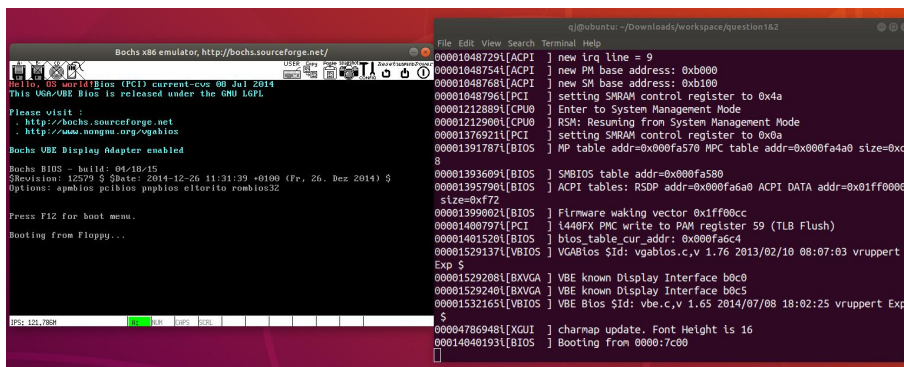 Bochs x86 emulator, http://bochs.sourceforge.net/
USER Copy Paste snapshot Reset suspend Power
CONFIG
Hello, OS world!Bios (PCI) current-cvs 08 Jul 2014
This VGA/VBE Bios is released under the GNU LGPL
Please visit :
. http://bochs.sourceforge.net
. http://www.nongnu.org/vgabios
Bochs VBE Display Adapter enabled
Bochs BIOS - build: 04/18/15
$Revision: 12579 $ $Date: 2014-12-26 11:31:39 +0100 (Fr, 26. Dez 2014) $
Options: apmbios pcibios pnpbios eltorito rombios32
Press F12 for boot menu.
Booting from Floppy...
IPS: 121.786M A: NUM CAPS SCRL
qj@ubuntu: ~/Downloads/workspace/question1&2
File Edit View Search Terminal Help
00001048729i[ACPI ] new irq line = 9
00001048754i[ACPI ] new PM base address: 0xb000
00001048768i[ACPI ] new SM base address: 0xb100
00001048796i[PCI ] setting SMRAM control register to 0x4a
00001212889i[CPU0 ] Enter to System Management Mode
00001212900i[CPU0 ] RSM: Resuming from System Management Mode
00001376921i[PCI ] setting SMRAM control register to 0x0a
00001391787i[BIOS ] MP table addr=0x000fa570 MPC table addr=0x000fa4a0 size=0xc
8
00001393609i[BIOS ] SMBIOS table addr=0x000fa580
00001395790i[BIOS ] ACPI tables: RSDP addr=0x000fa6a0 ACPI DATA addr=0x01ff0000
size=0xf72
00001399002i[BIOS ] Firmware waking vector 0x1ff00cc
00001400797i[PCI ] i440FX PMC write to PAM register 59 (TLB Flush)
00001401520i[BIOS ] bios_table_cur_addr: 0x000fa6c4
00001529137i[VBIOS ] VGABios $Id: vgabios.c,v 1.76 2013/02/10 08:07:03 vruppert
Exp $
00001529208i[BXVGA ] VBE known Display Interface b0c0
00001529240i[BXVGA ] VBE known Display Interface b0c5
00001532165i[VBIOS ] VBE Bios $Id: vbe.c,v 1.65 2014/07/08 18:02:25 vruppert Exp
$
00004786948i[XGUI ] charmap update. Font Height is 16
00014040193i[BIOS ] Booting from 0000:7c00